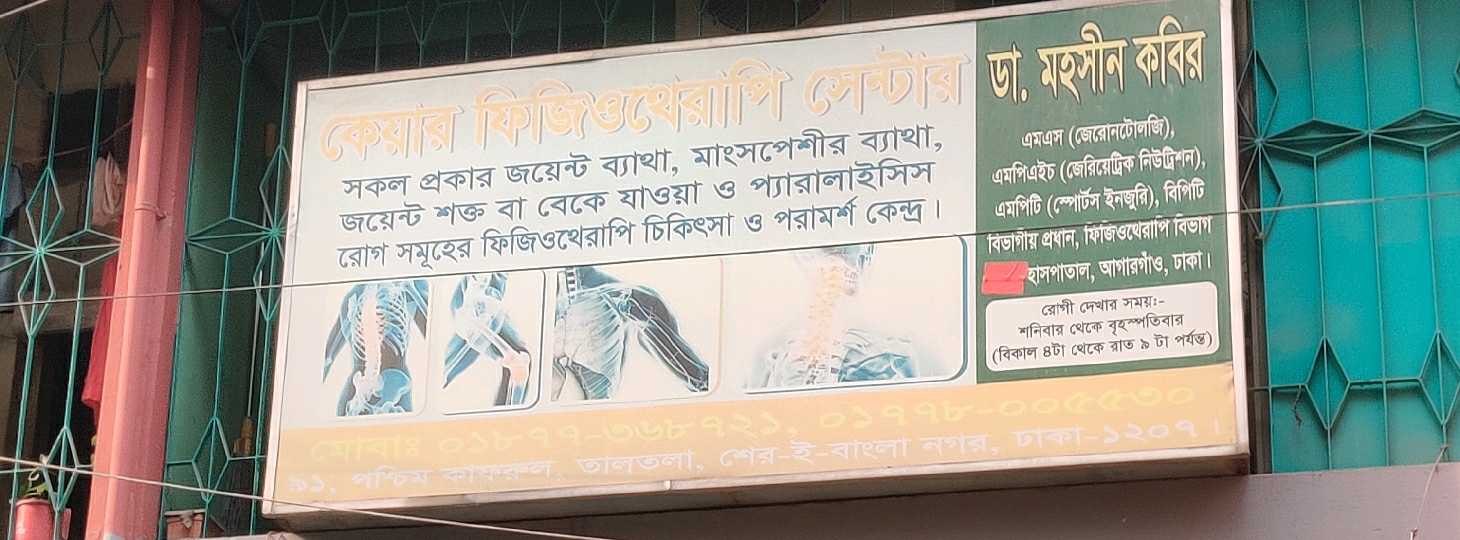 কেয়ার ফিজিওথেরাপি সেন্টার
সকল প্রকার জয়েন্ট ব্যাথা, মাংসপেশীর ব্যাথা,
জয়েন্ট শক্ত বা বেকে যাওয়া ও প্যারালাইসিস
রোগ সমূহের ফিজিওথেরাপি চিকিৎসা ও পরামর্শ কেন্দ্র।
ডা. মহসীন কবির
এমএস (জেরোনটোলজি),
এমপিএইচ (জেরিয়েট্রিক নিউট্রিশন),
এমপিটি (স্পোর্টস ইনজুরি), বিপিটি
বিভাগীয় প্রধান, ফিজিওথেরাপি বিভাগ
হাসপাতাল, আগারগাঁও, ঢাকা।
রোগী দেখার সময়:-
শনিবার থেকে বৃহস্পতিবার
(বিকাল ৪টা থেকে রাত ৯ টা পর্যন্ত)
মোবাঃ ০১৮৭৭-৩৬৮৭২১, ০১৭৭৮-০০৫৫৩০
৯১, পশ্চিম কাফরুল, তালতলা, শের-ই-বাংলা নগর, ঢাকা-১২০৭।